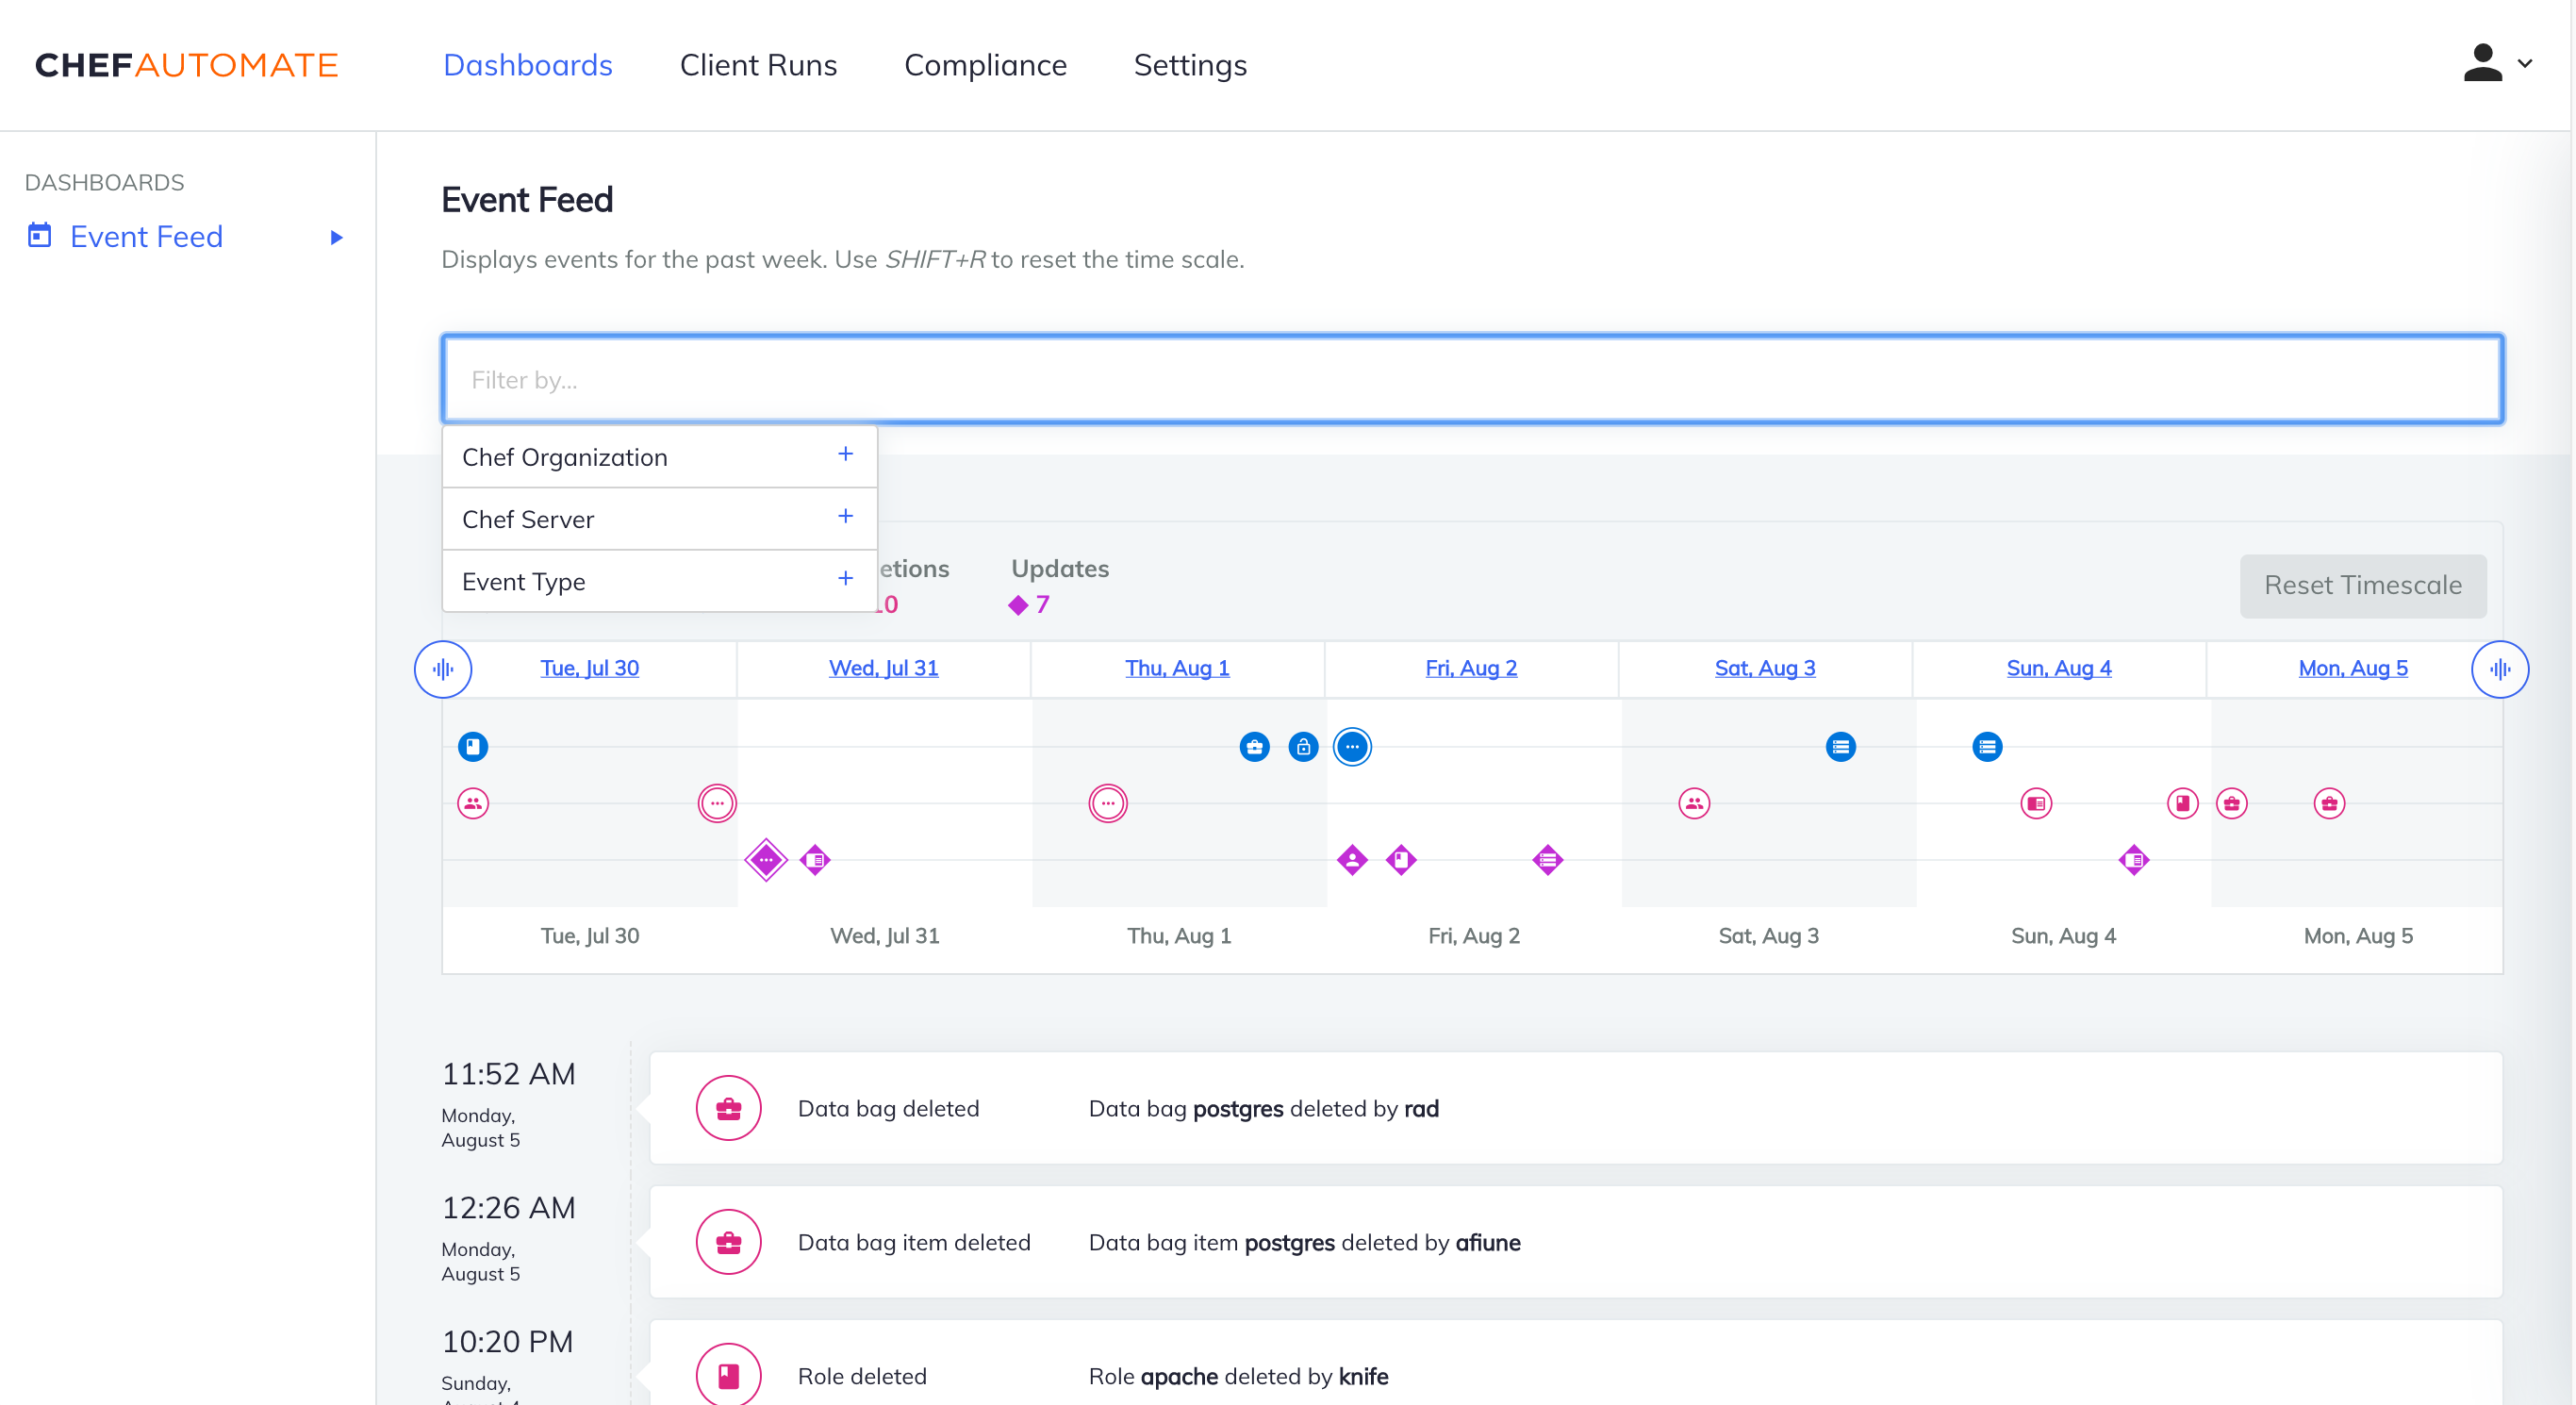 CHEFAUTOMATE
Dashboards
Client Runs
Compliance
Settings
DASHBOARDS
Event Feed
Event Feed
Displays events for the past week. Use SHIFT+R to reset the time scale.
Filter by...
Chef Organization
Chef Server
Event Type
Updates
7
Reset Timescale
Tue, Jul 30
Wed, Jul 31
Thu, Aug 1
Fri, Aug 2
Sat, Aug 3
Sun, Aug 4
Mon, Aug 5
Tue, Jul 30
Wed, Jul 31
Thu, Aug 1
Fri, Aug 2
Sat, Aug 3
Sun, Aug 4
Mon, Aug 5
11:52 AM
Monday,
August 5
Data bag deleted
Data bag postgres deleted by rad
12:26 AM
Monday,
August 5
Data bag item deleted
Data bag item postgres deleted by afiune
10:20 PM
Sunday,
Role deleted
Role apache deleted by knife